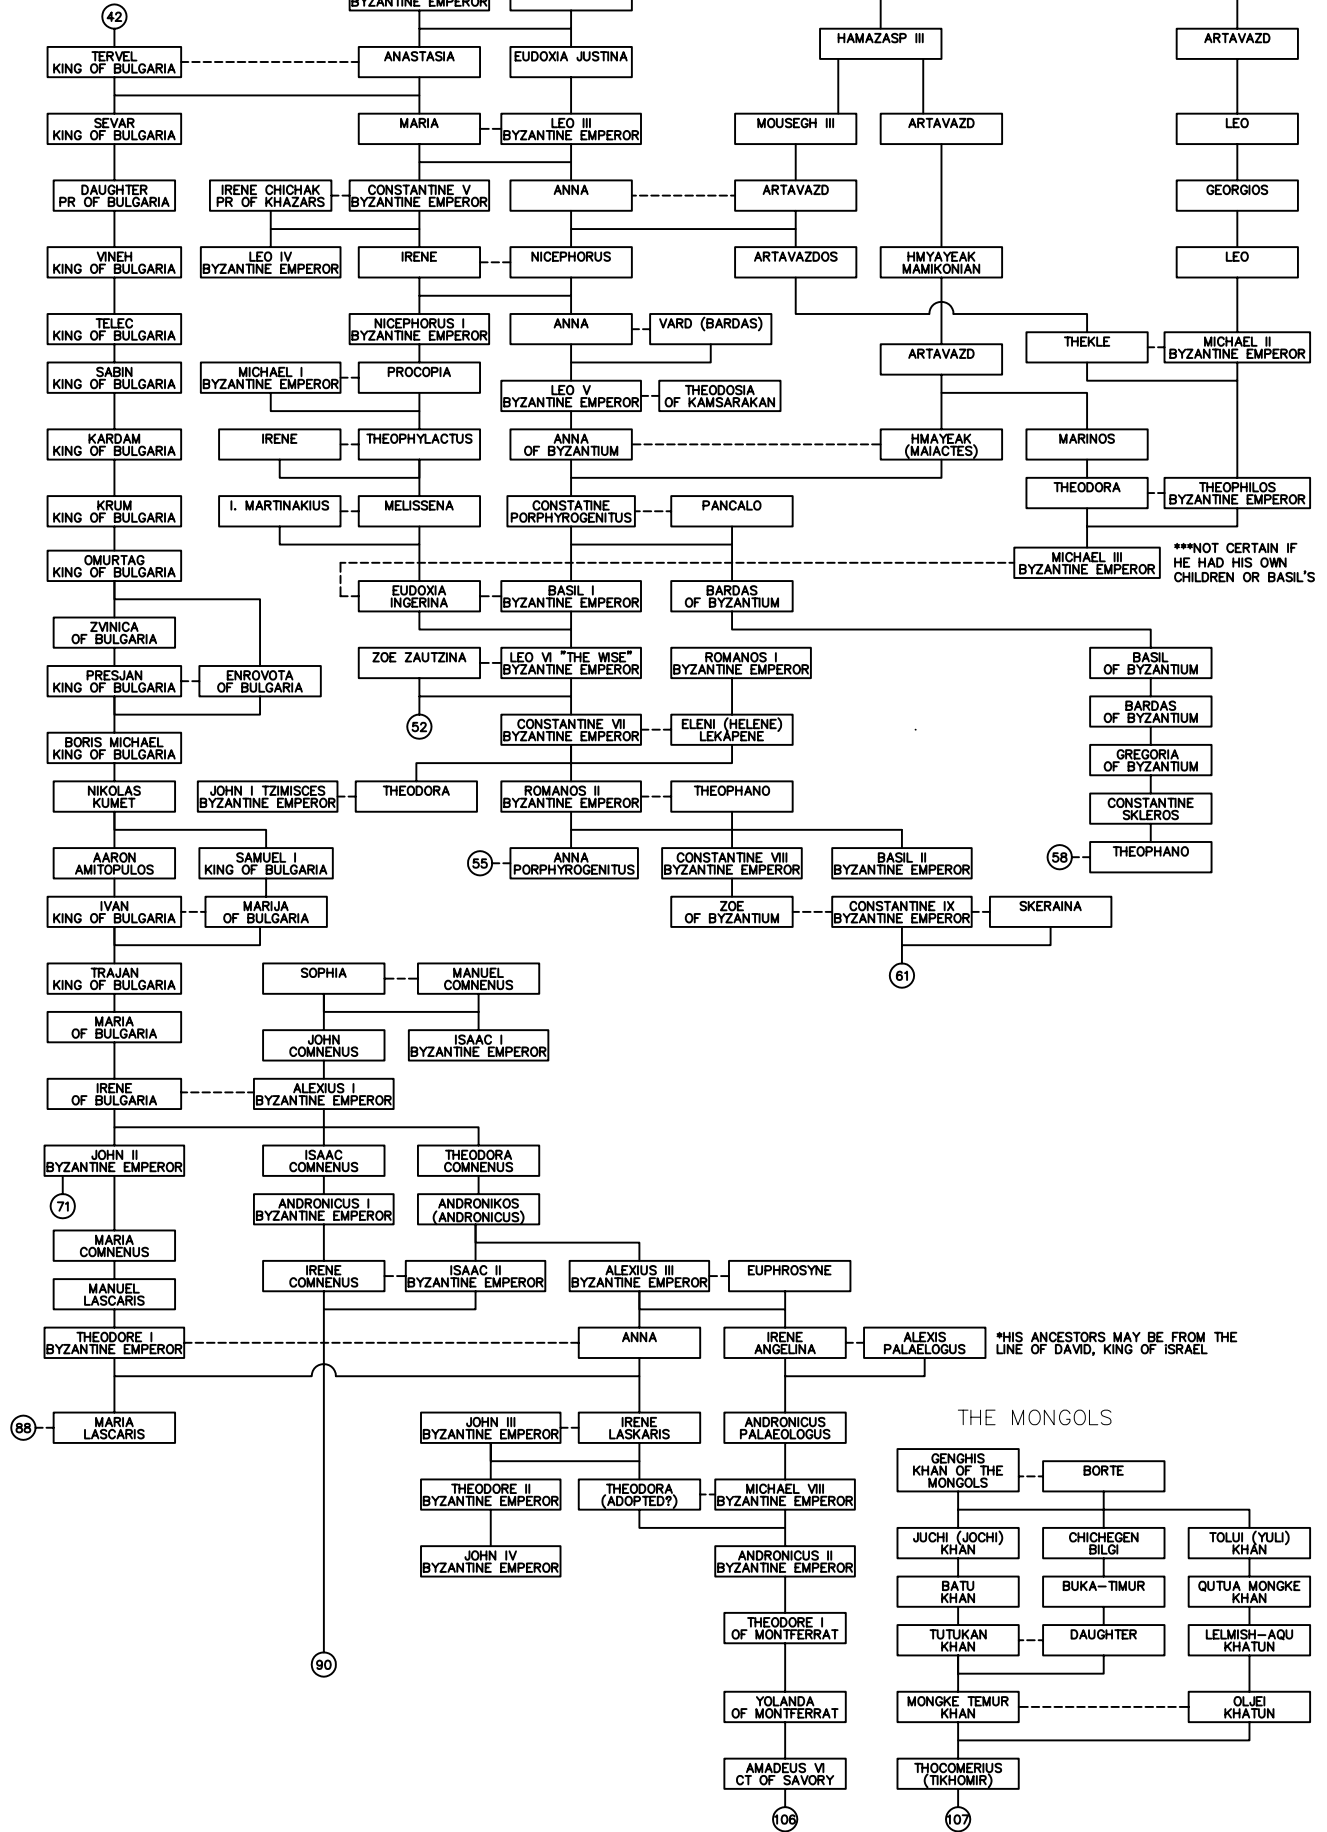 BYZANTINE EMPEROR
42
HAMAZASP III
ARTAVAZD
TERVEL
KING OF BULGARIA
ANASTASIA
EUDOXIA JUSTINA
SEVAR
KING OF BULGARIA
MARIA
LEO III
BYZANTINE EMPEROR
MOUSEGH III
ARTAVAZD
LEO
DAUGHTER
PR OF BULGARIA
IRENE CHICHAK
PR OF KHAZARS
CONSTANTINE V
BYZANTINE EMPEROR
ANNA
ARTAVAZD
GEORGIOS
VINEH
KING OF BULGARIA
LEO IV
BYZANTINE EMPEROR
IRENE
NICEPHORUS
ARTAVAZDOS
HMYAYEAK
MAMIKONIAN
LEO
TELEC
KING OF BULGARIA
NICEPHORUS I
BYZANTINE EMPEROR
ANNA
VARD (BARDAS)
THEKLE
MICHAEL II
BYZANTINE EMPEROR
ARTAVAZD
SABIN
KING OF BULGARIA
MICHAEL I
BYZANTINE EMPEROR
PROCOPIA
LEO V
BYZANTINE EMPEROR
THEODOSIA
OF KAMSARAKAN
KARDAM
KING OF BULGARIA
IRENE
THEOPHYLACTUS
ANNA
OF BYZANTIUM
HMAYEAK
(MAIACTES)
MARINOS
KRUM
KING OF BULGARIA
I. MARTINAKIUS
MELISSENA
CONSTATINE
PORPHYROGENITUS
PANCALO
THEODORA
THEOPHILOS
BYZANTINE EMPEROR
OMURTAG
KING OF BULGARIA
MICHAEL III
BYZANTINE EMPEROR
***NOT CERTAIN IF
HE HAD HIS OWN
CHILDREN OR BASIL'S
EUDOXIA
INGERINA
BASIL I
BYZANTINE EMPEROR
BARDAS
OF BYZANTIUM
ZVINICA
OF BULGARIA
ZOE ZAUTZINA
LEO VI "THE WISE"
BYZANTINE EMPEROR
ROMANOS I
BYZANTINE EMPEROR
BASIL
OF BYZANTIUM
PRESJAN
KING OF BULGARIA
ENROVOTA
OF BULGARIA
52
CONSTANTINE VII
BYZANTINE EMPEROR
ELENI (HELENE)
LEKAPENE
BARDAS
OF BYZANTIUM
BORIS MICHAEL
KING OF BULGARIA
GREGORIA
OF BYZANTIUM
NIKOLAS
KUMET
JOHN I TZIMISCES
BYZANTINE EMPEROR
THEODORA
ROMANOS II
BYZANTINE EMPEROR
THEOPHANO
CONSTANTINE
SKLEROS
AARON
AMITOPULOS
SAMUEL I
KING OF BULGARIA
55
ANNA
PORPHYROGENITUS
CONSTANTINE VIII
BYZANTINE EMPEROR
BASIL II
BYZANTINE EMPEROR
58
THEOPHANO
IVAN
KING OF BULGARIA
MARIJA
OF BULGARIA
ZOE
OF BYZANTIUM
CONSTANTINE IX
BYZANTINE EMPEROR
SKERAINA
61
TRAJAN
KING OF BULGARIA
SOPHIA
MANUEL
COMNENUS
MARIA
OF BULGARIA
JOHN
COMNENUS
ISAAC I
BYZANTINE EMPEROR
IRENE
OF BULGARIA
ALEXIUS I
BYZANTINE EMPEROR
JOHN II
BYZANTINE EMPEROR
ISAAC
COMNENUS
THEODORA
COMNENUS
71
ANDRONICUS I
BYZANTINE EMPEROR
ANDRONIKOS
(ANDRONICUS)
MARIA
COMNENUS
IRENE
COMNENUS
ISAAC II
BYZANTINE EMPEROR
ALEXIUS III
BYZANTINE EMPEROR
EUPHROSYNE
MANUEL
LASCARIS
THEODORE I
BYZANTINE EMPEROR
ANNA
IRENE
ANGELINA
ALEXIS
PALAELOGUS
*HIS ANCESTORS MAY BE FROM THE
LINE OF DAVID, KING OF iSRAEL
88
MARIA
LASCARIS
JOHN III
BYZANTINE EMPEROR
IRENE
LASKARIS
ANDRONICUS
PALAEOLOGUS
THEODORE II
BYZANTINE EMPEROR
THEODORA
(ADOPTED?)
MICHAEL VIII
BYZANTINE EMPEROR
JOHN IV
BYZANTINE EMPEROR
ANDRONICUS II
BYZANTINE EMPEROR
THEODORE I
OF MONTFERRAT
90
YOLANDA
OF MONTFERRAT
AMADEUS VI
CT OF SAVORY
106
THE MONGOLS
GENGHIS
KHAN OF THE
MONGOLS
BORTE
JUCHI (JOCHI)
KHAN
CHICHEGEN
BILGI
TOLUI (YULI)
KHAN
BATU
KHAN
BUKA-TIMUR
QUTUA MONGKE
KHAN
TUTUKAN
KHAN
DAUGHTER
LELMISH-AQU
KHATUN
MONGKE TEMUR
KHAN
OLJEI
KHATUN
THOCOMERIUS
(TIKHOMIR)
107